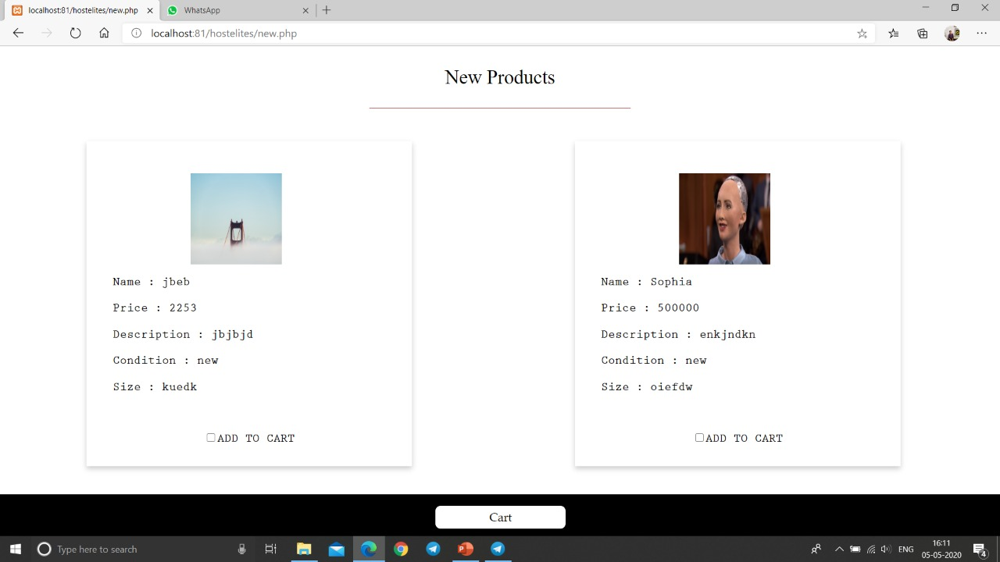 localhost:81/hostelites/new.php
WhatsApp
localhost:81/hostelites/new.php
New Products
Name : jbeb
Price : 2253
Description : jbjbjd
Condition : new
Size : kuedk
ADD TO CART
Name : Sophia
Price : 500000
Description : enkjndkn
Condition : new
Size : oiefdw
ADD TO CART
Cart
Type here to search
ENG
16:11
05-05-2020
4